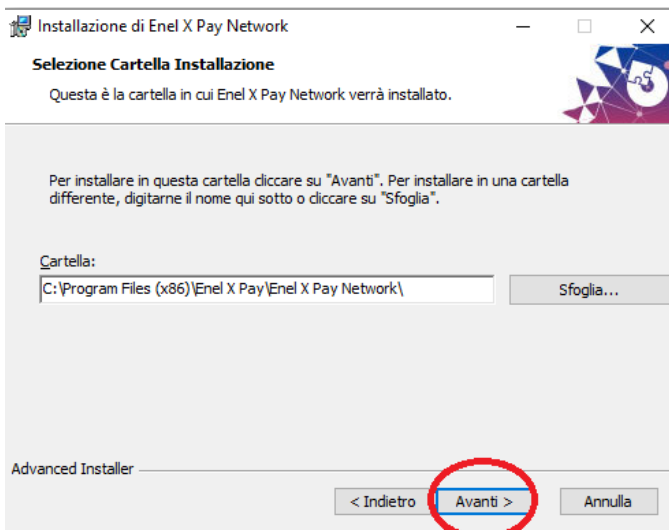 Installazione di Enel X Pay Network
Selezione Cartella Installazione
Questa è la cartella in cui Enel X Pay Network verrà installato.
Per installare in questa cartella cliccare su "Avanti". Per installare in una cartella
differente, digitarne il nome qui sotto o cliccare su "Sfoglia".
Cartella:
C:\Program Files (x86)\Enel X Pay\Enel X Pay Network\
Sfoglia...
Advanced Installer
< Indietro
Avanti >
Annulla